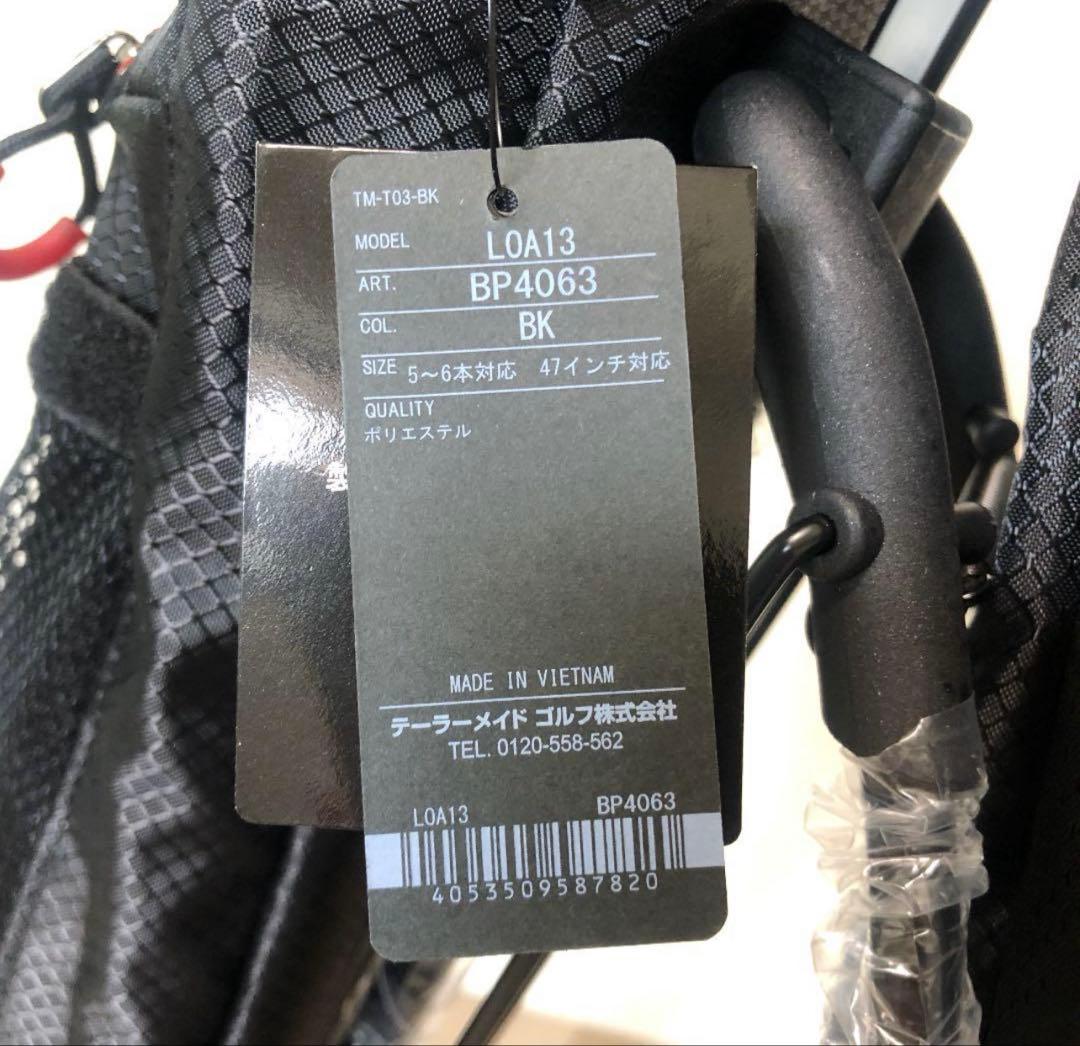 TM-T03-BK
MODEL LOA13
ART. BP4063
COL. BK
SIZE 5～6本対応 47インチ対応
QUALITY
ポリエステル
MADE IN VIETNAM
テーラーメイド ゴルフ株式会社
TEL. 0120-558-562
LOA13 BP4063
4053509587820